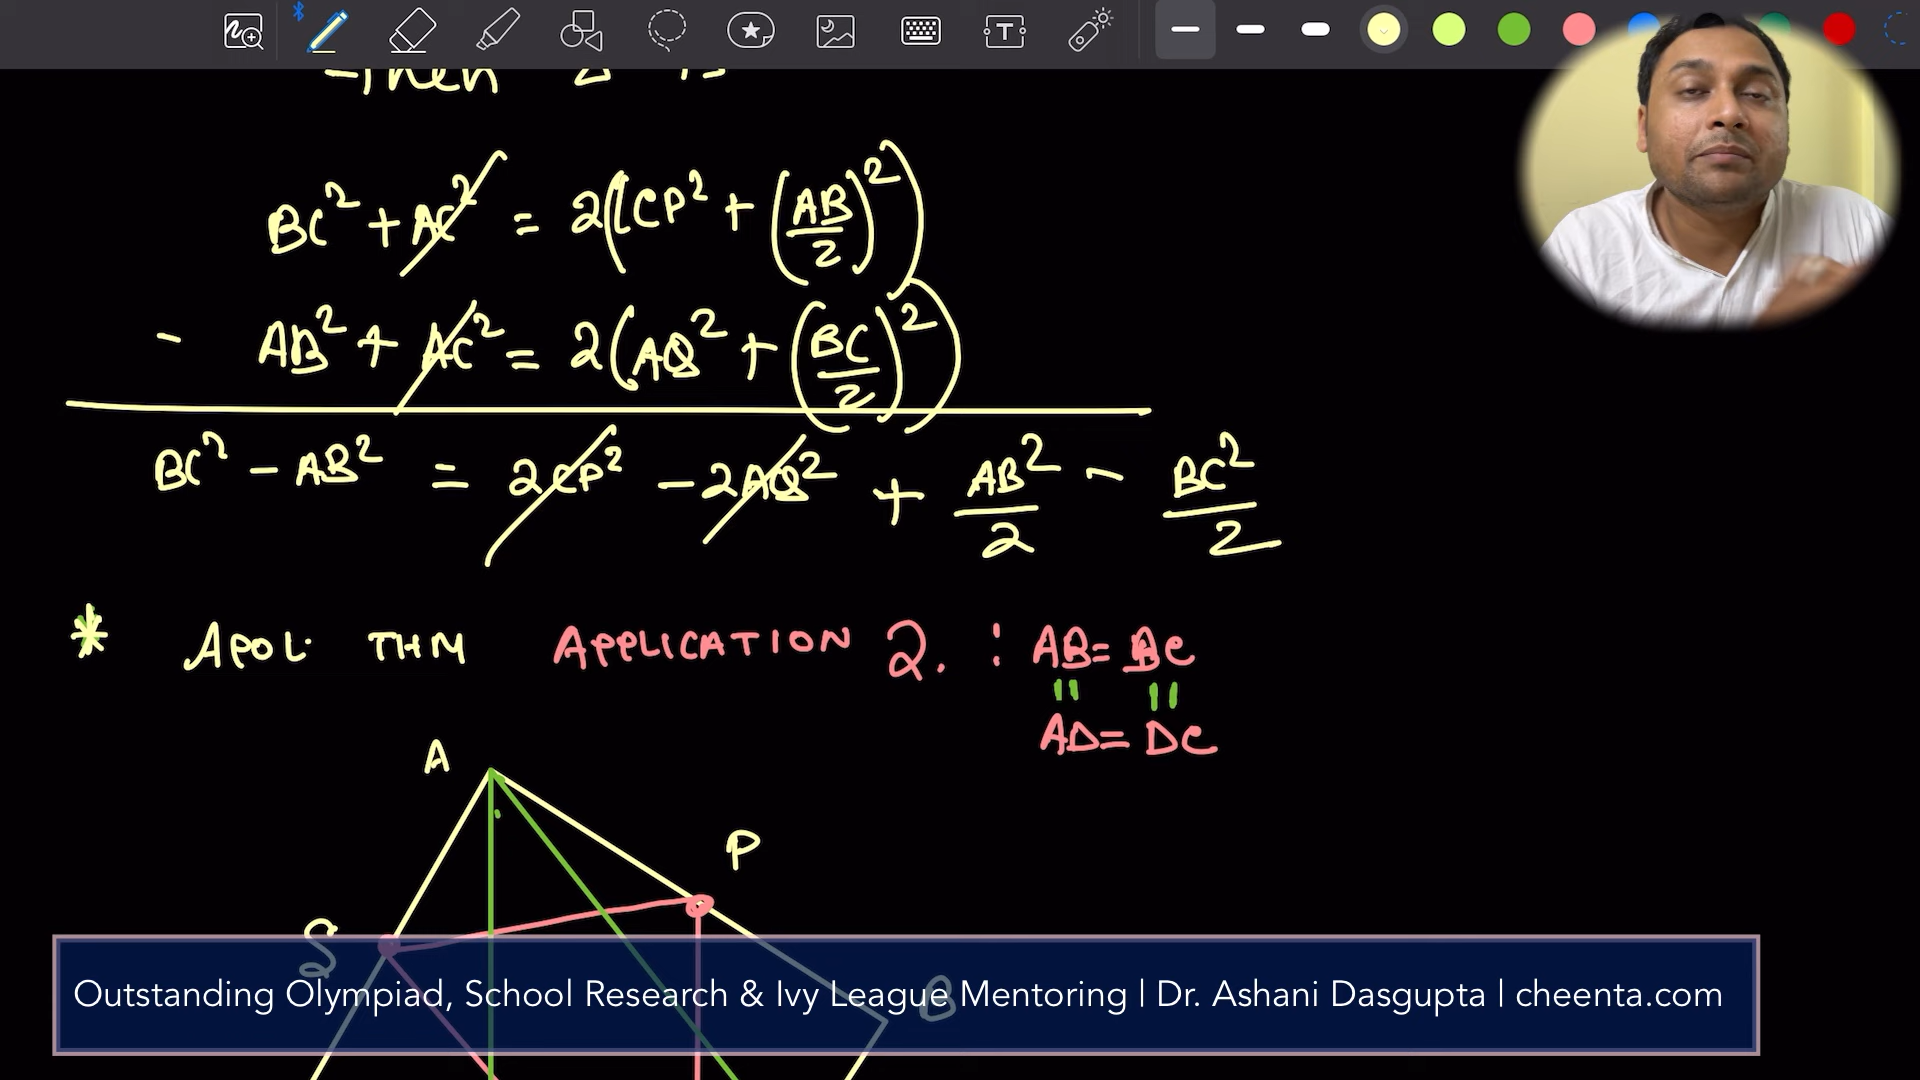 Then Δ is
BC² + AC² = 2(CP² + (AB/2)²)
- AB² + AC² = 2(AQ² + (BC/2)²)
BC² - AB² = 2CP² - 2AQ² + AB²/2 - BC²/2
* APOL. THM APPLICATION 2. : AB = BC
|| ||
AD = DC
A
P
S
B
Outstanding Olympiad, School Research & Ivy League Mentoring | Dr. Ashani Dasgupta | cheenta.com